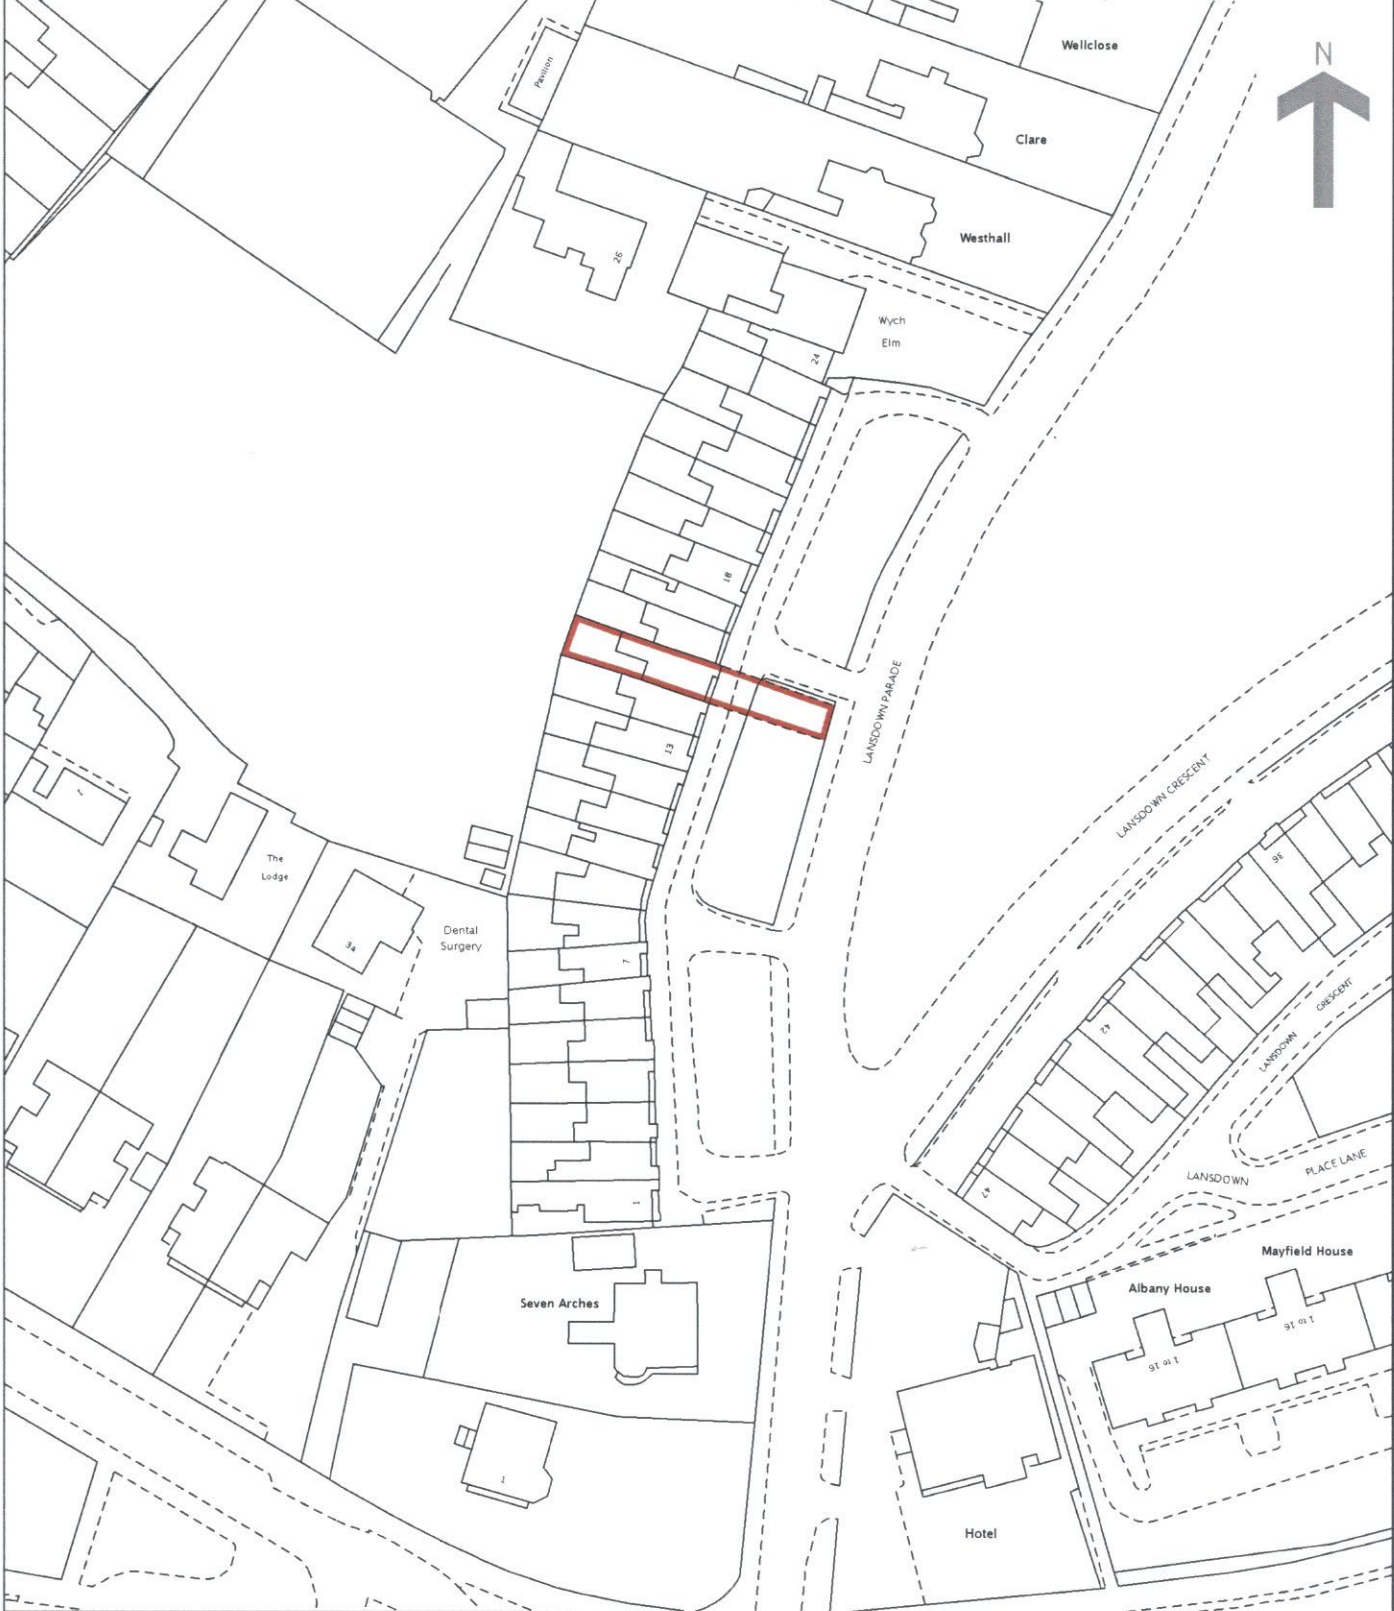 Wellclose
N
Pavilion
Clare
Westhall
26
Wych
Elm
24
18
LANSDOWN PARADE
13
LANSDOWN CRESCENT
1
The
Lodge
36
3a
Dental
Surgery
7
42
LANSDOWN
CRESCENT
1
47
LANSDOWN
PLACE LANE
Mayfield House
Albany House
Seven Arches
1 to 16
1 to 16
1
Hotel